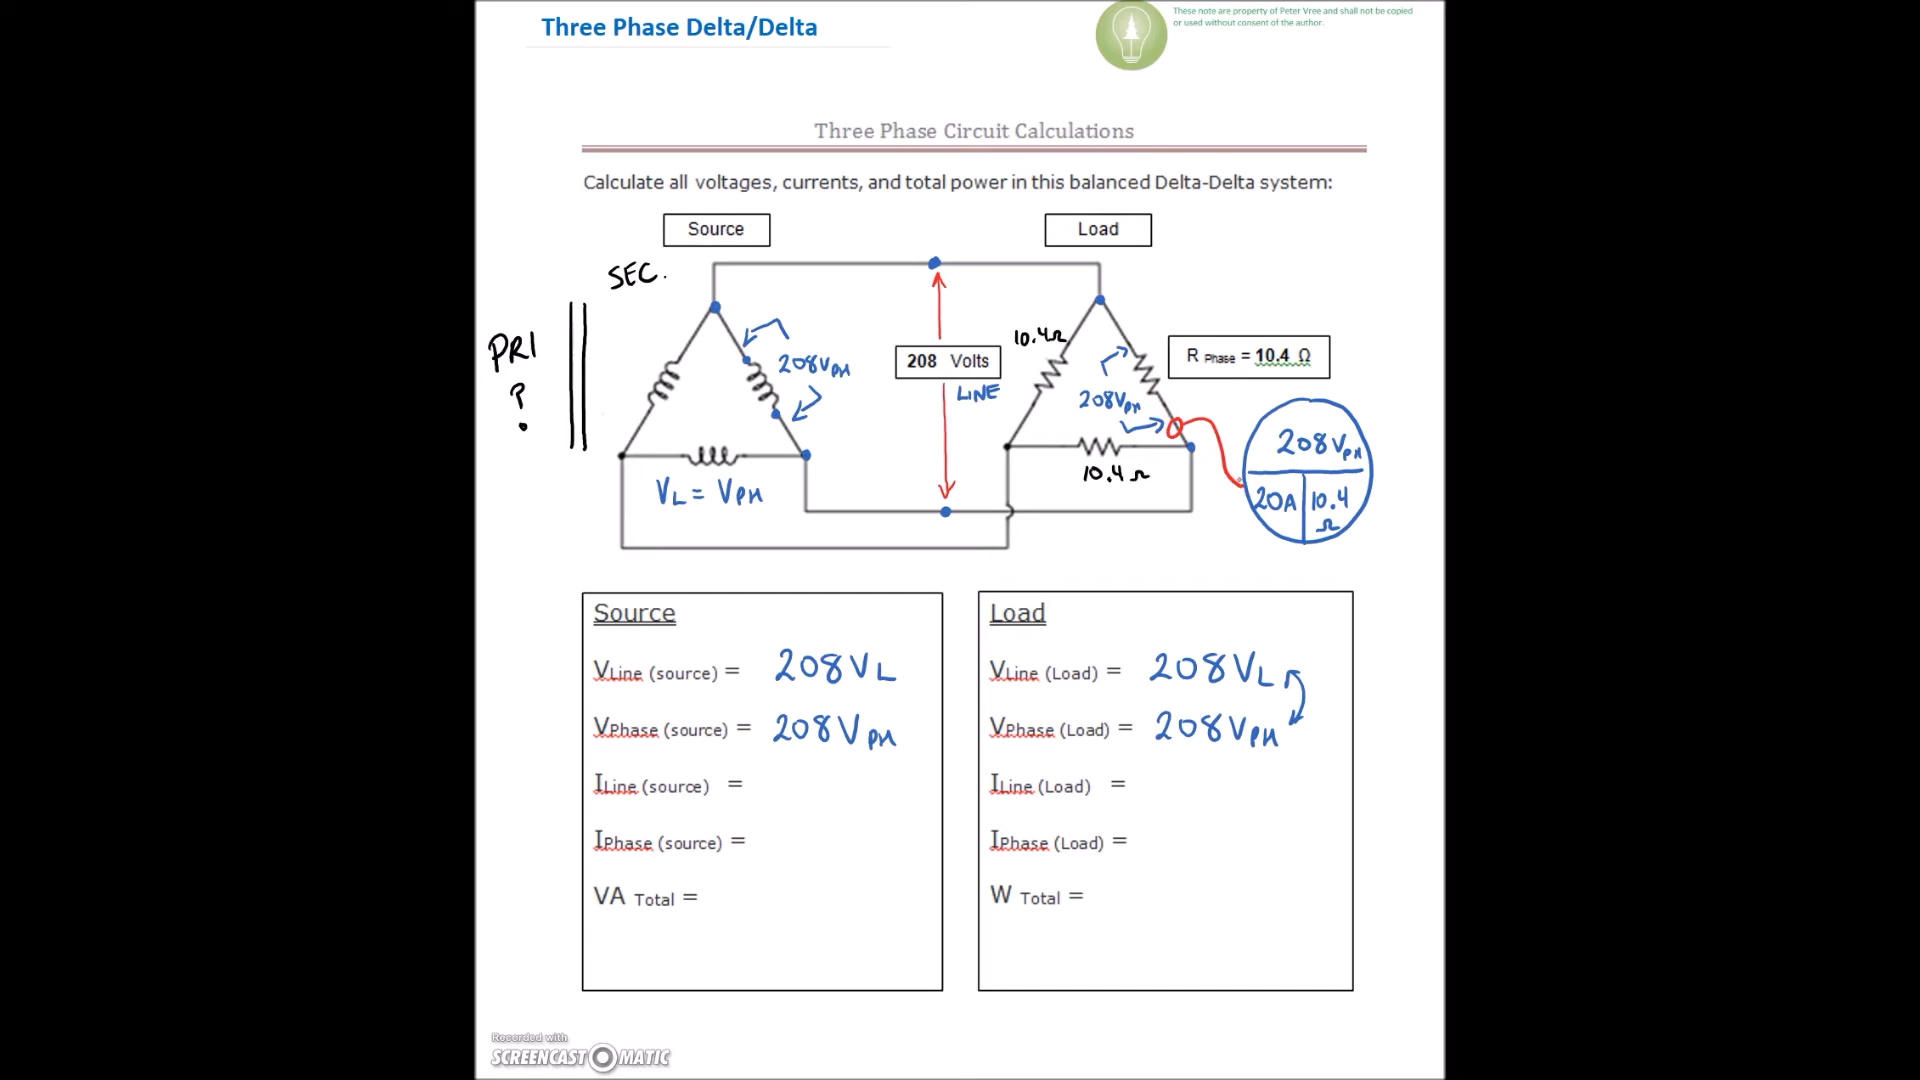 Three Phase Delta/Delta
These note are property of Peter Vree and shall not be copied
or used without consent of the author.
Three Phase Circuit Calculations
Calculate all voltages, currents, and total power in this balanced Delta-Delta system:
Source
Load
SEC.
PRI
?
208VPH
208 Volts
LINE
10.4Ω
R Phase = 10.4 Ω
208VPH
10.4Ω
208VPH
20A
10.4
Ω
VL = VPH
Source
VLine (source) = 208VL
VPhase (source) = 208VPH
ILine (source) =
IPhase (source) =
VA Total =
Load
VLine (Load) = 208VL
VPhase (Load) = 208VPH
ILine (Load) =
IPhase (Load) =
W Total =
Recorded with
SCREENCAST MATIC